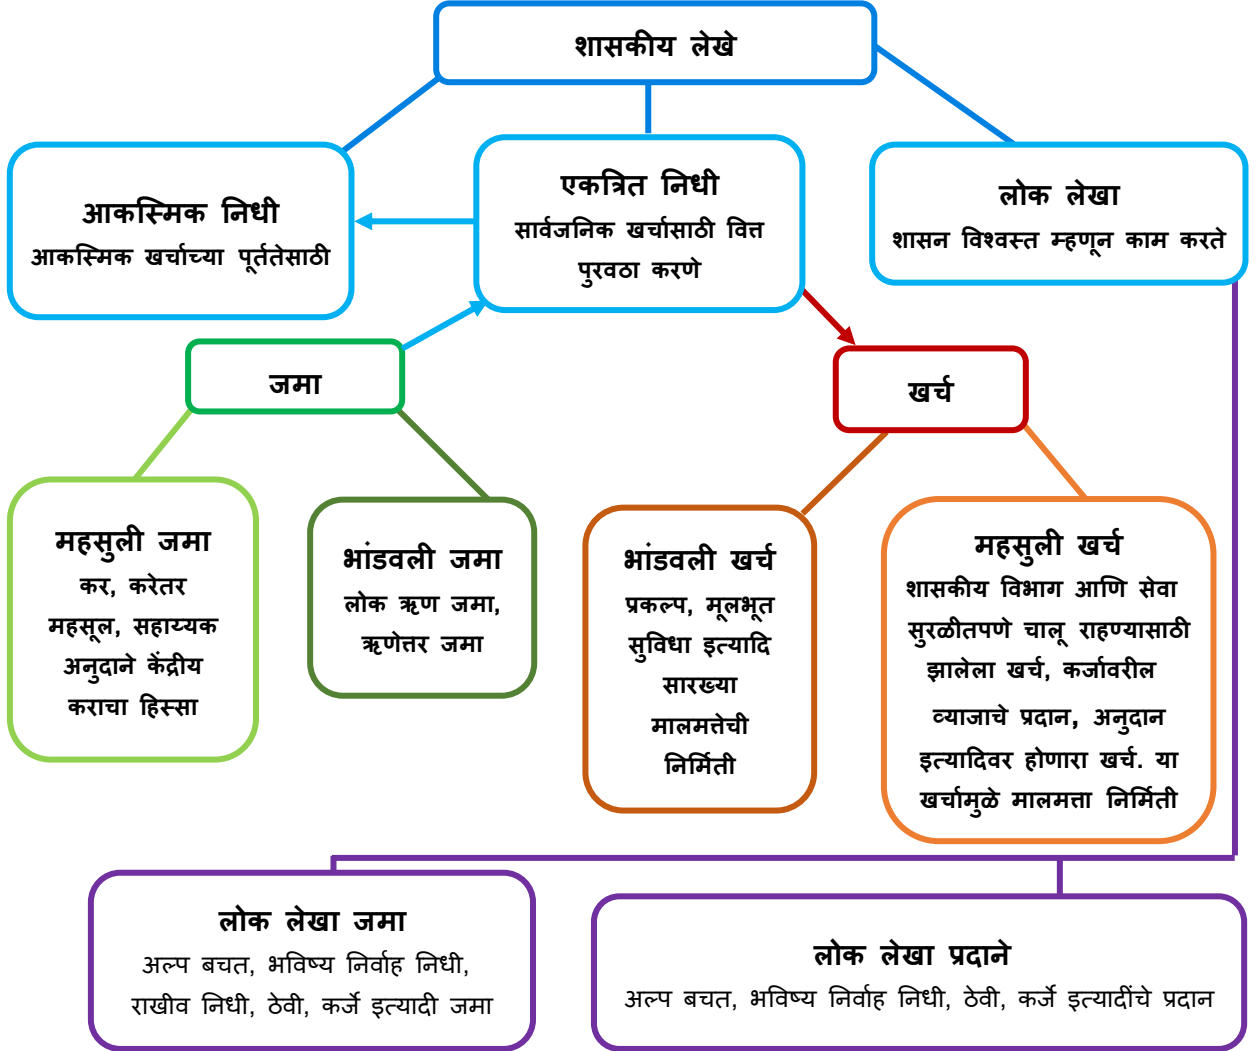 शासकीय लेखे
आकस्मिक निधी
आकस्मिक खर्चाच्या पूर्ततेसाठी
एकत्रित निधी
सार्वजनिक खर्चासाठी वित्त
पुरवठा करणे
लोक लेखा
शासन विश्वस्त म्हणून काम करते
जमा
खर्च
महसुली जमा
कर, करेतर
महसूल, सहाय्यक
अनुदाने केंद्रीय
कराचा हिस्सा
भांडवली जमा
लोक ऋण जमा,
ऋणेत्तर जमा
भांडवली खर्च
प्रकल्प, मूलभूत
सुविधा इत्यादि
सारख्या
मालमत्तेची
निर्मिती
महसुली खर्च
शासकीय विभाग आणि सेवा
सुरळीतपणे चालू राहण्यासाठी
झालेला खर्च, कर्जावरील
व्याजाचे प्रदान, अनुदान
इत्यादिवर होणारा खर्च. या
खर्चामुळे मालमत्ता निर्मिती
लोक लेखा जमा
अल्प बचत, भविष्य निर्वाह निधी,
राखीव निधी, ठेवी, कर्जे इत्यादी जमा
लोक लेखा प्रदाने
अल्प बचत, भविष्य निर्वाह निधी, ठेवी, कर्जे इत्यादींचे प्रदान